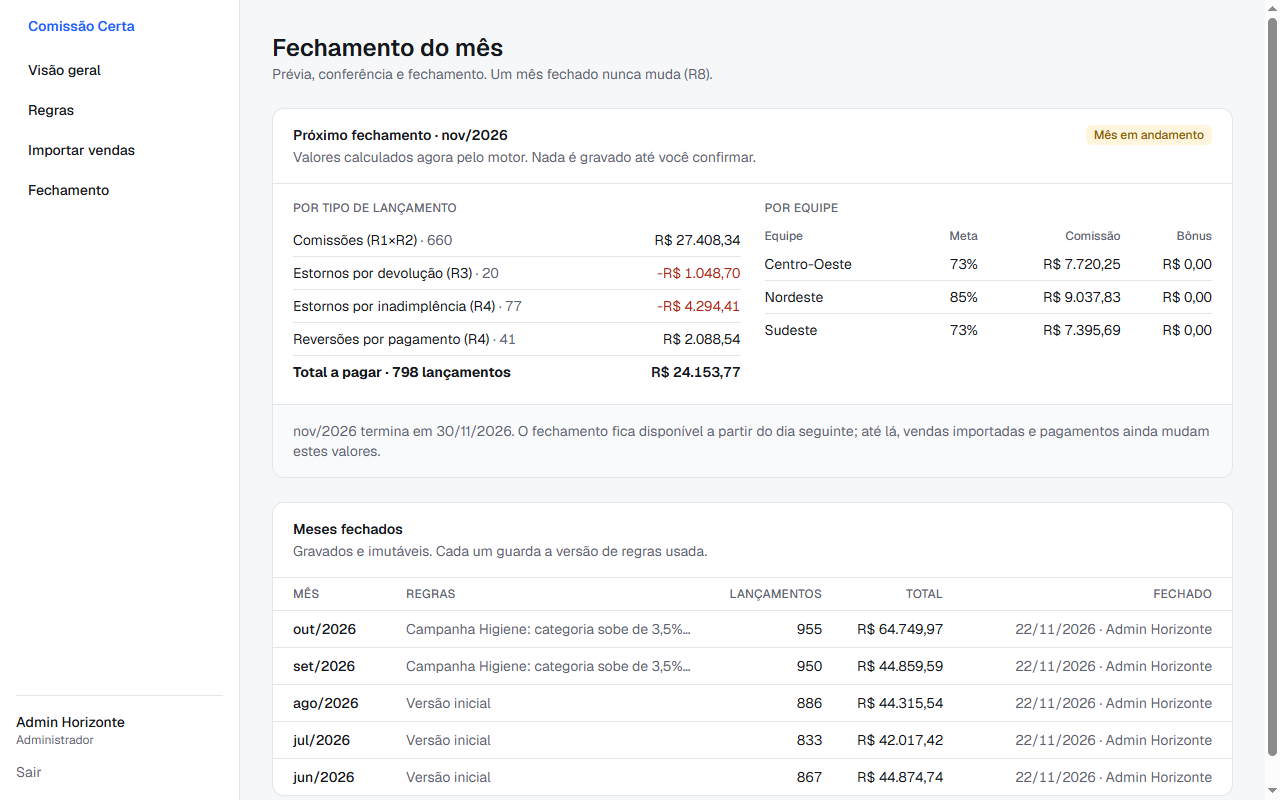 Comissão Certa
Visão geral
Regras
Importar vendas
Fechamento
Admin Horizonte
Administrador
Sair
Fechamento do mês
Prévia, conferência e fechamento. Um mês fechado nunca muda (R8).
Próximo fechamento · nov/2026
Mês em andamento
Valores calculados agora pelo motor. Nada é gravado até você confirmar.
POR TIPO DE LANÇAMENTO
Comissões (R1×R2) · 660 R$ 27.408,34
Estornos por devolução (R3) · 20 -R$ 1.048,70
Estornos por inadimplência (R4) · 77 -R$ 4.294,41
Reversões por pagamento (R4) · 41 R$ 2.088,54
Total a pagar · 798 lançamentos R$ 24.153,77
POR EQUIPE
Equipe Meta Comissão Bônus
Centro-Oeste 73% R$ 7.720,25 R$ 0,00
Nordeste 85% R$ 9.037,83 R$ 0,00
Sudeste 73% R$ 7.395,69 R$ 0,00
nov/2026 termina em 30/11/2026. O fechamento fica disponível a partir do dia seguinte; até lá, vendas importadas e pagamentos ainda mudam
estes valores.
Meses fechados
Gravados e imutáveis. Cada um guarda a versão de regras usada.
MÊS REGRAS LANÇAMENTOS TOTAL FECHADO
out/2026 Campanha Higiene: categoria sobe de 3,5%… 955 R$ 64.749,97 22/11/2026 · Admin Horizonte
set/2026 Campanha Higiene: categoria sobe de 3,5%… 950 R$ 44.859,59 22/11/2026 · Admin Horizonte
ago/2026 Versão inicial 886 R$ 44.315,54 22/11/2026 · Admin Horizonte
jul/2026 Versão inicial 833 R$ 42.017,42 22/11/2026 · Admin Horizonte
jun/2026 Versão inicial 867 R$ 44.874,74 22/11/2026 · Admin Horizonte